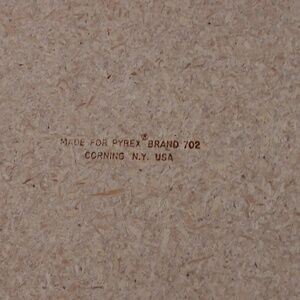 MADE FOR PYREX® BRAND 702
CORNING N.Y. USA